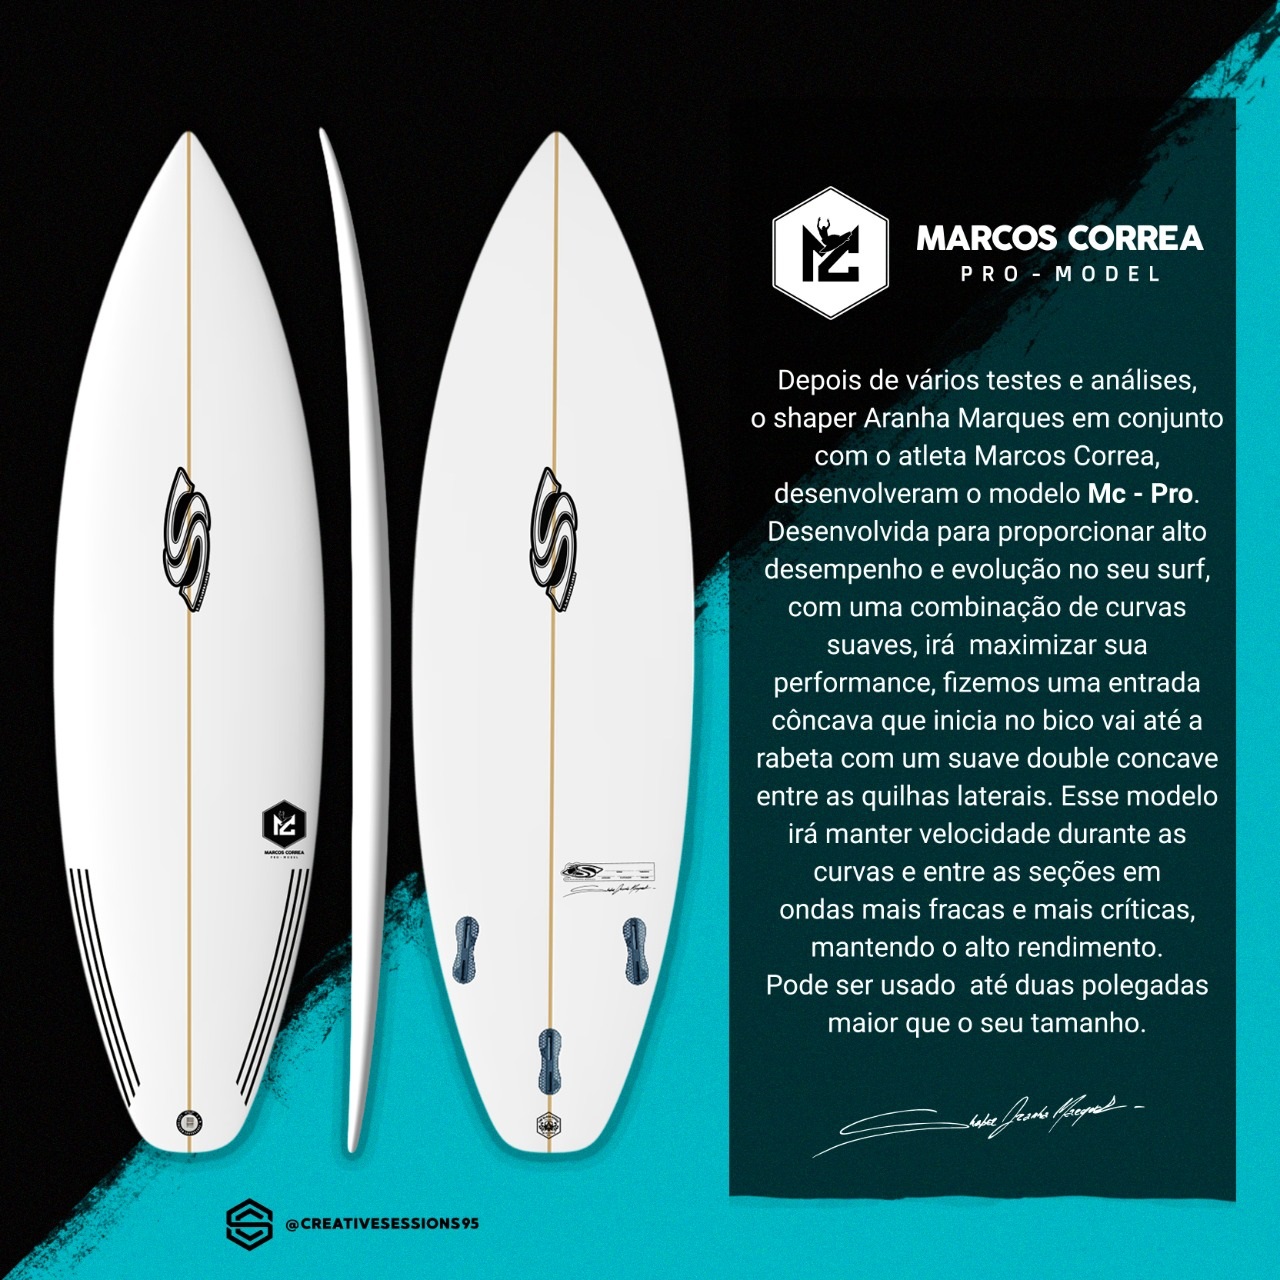 MARCOS CORREA
PRO-MODEL
Depois de vários testes e análises,
o shaper Aranha Marques em conjunto
com o atleta Marcos Correa,
desenvolveram o modelo Mc - Pro.
Desenvolvida para proporcionar alto
desempenho e evolução no seu surf,
com uma combinação de curvas
suaves, irá  maximizar sua
performance, fizemos uma entrada
côncava que inicia no bico vai até a
rabeta com um suave double concave
entre as quilhas laterais. Esse modelo
irá manter velocidade durante as
curvas e entre as seções em
ondas mais fracas e mais críticas,
mantendo o alto rendimento.
Pode ser usado  até duas polegadas
maior que o seu tamanho.
Shaper Aranha Marques
MARCOS CORREA
PRO-MODEL
@CREATIVESESSIONS95